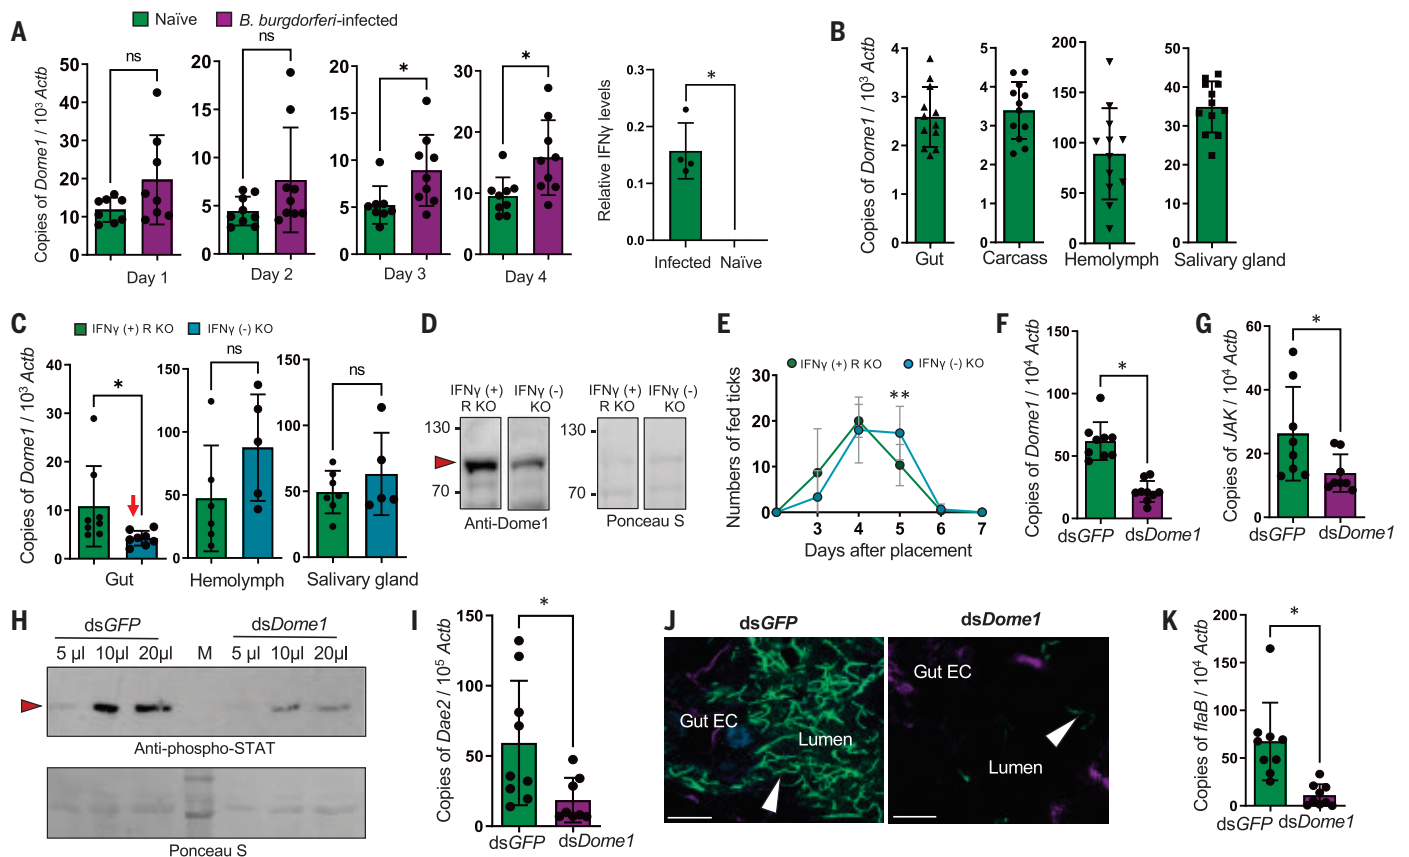 Naïve
B. burgdorferi-infected
A
Copies of Dome1 / 10³ Actb
50
40
30
20
10
0
ns
Day 1
20
15
10
5
0
ns
Day 2
20
15
10
5
0
*
Day 3
30
20
10
0
*
Day 4
Relative IFNγ levels
0.3
0.2
0.1
0.0
*
Infected
Naïve
B
Copies of Dome1 / 10³ Actb
4
3
2
1
0
Gut
5
4
3
2
1
0
Carcass
200
150
100
50
0
Hemolymph
50
40
30
20
10
0
Salivary gland
C
IFNγ (+) R KO
IFNγ (-) KO
Copies of Dome1 / 10³ Actb
40
30
20
10
0
*
Gut
150
100
50
0
ns
Hemolymph
150
100
50
0
ns
Salivary gland
D
IFNγ (+)
R KO
IFNγ (-)
KO
130
70
Anti-Dome1
IFNγ (+)
R KO
IFNγ (-)
KO
130
70
Ponceau S
E
IFNγ (+) R KO
IFNγ (-) KO
Numbers of fed ticks
30
20
10
0
**
3 4 5 6 7
Days after placement
F
Copies of Dome1 / 10⁴ Actb
150
100
50
0
*
dsGFP
dsDome1
G
Copies of JAK / 10⁴ Actb
60
40
20
0
*
dsGFP
dsDome1
H
dsGFP
dsDome1
5 µl 10µl 20µl M 5 µl 10µl 20µl
Anti-phospho-STAT
Ponceau S
I
Copies of Dae2 / 10⁵ Actb
150
100
50
0
*
dsGFP
dsDome1
J
dsGFP
Gut EC
Lumen
dsDome1
Gut EC
Lumen
K
Copies of flaB / 10⁴ Actb
200
150
100
50
0
*
dsGFP
dsDome1